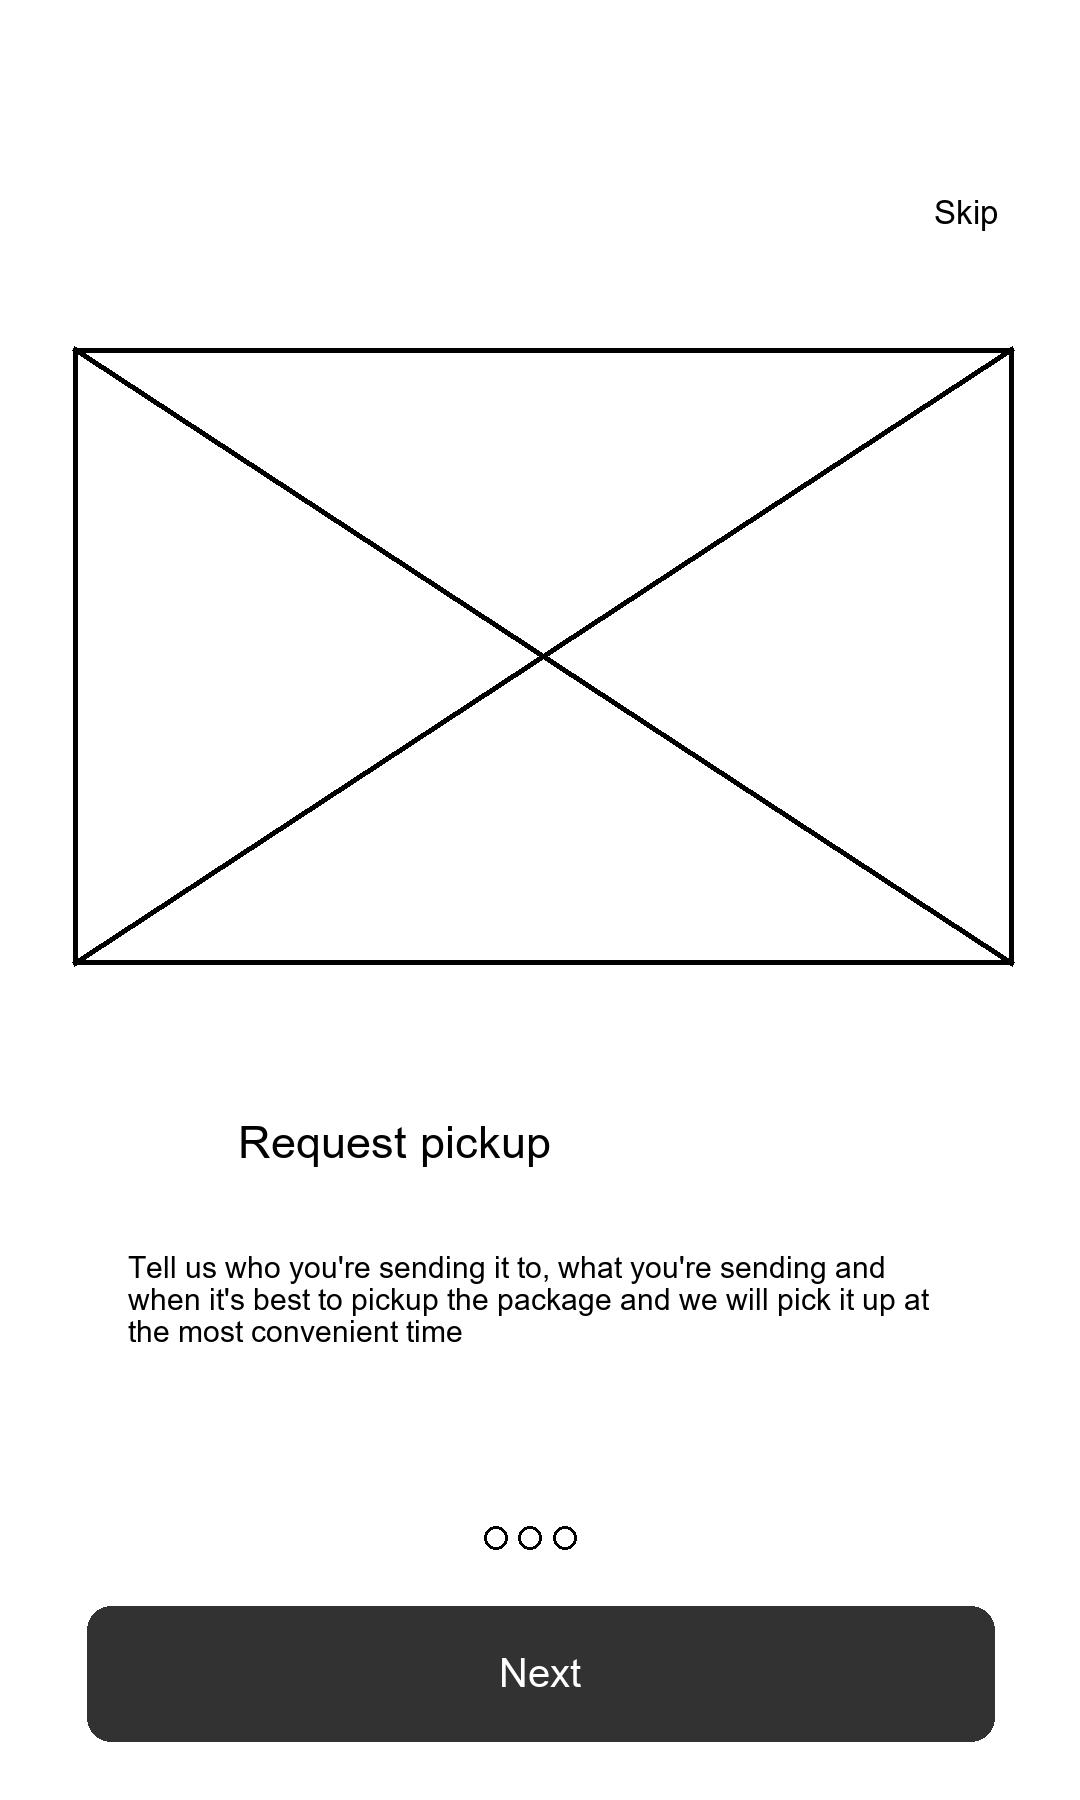 Skip
Request pickup
Tell us who you're sending it to, what you're sending and
when it's best to pickup the package and we will pick it up at
the most convenient time
Next